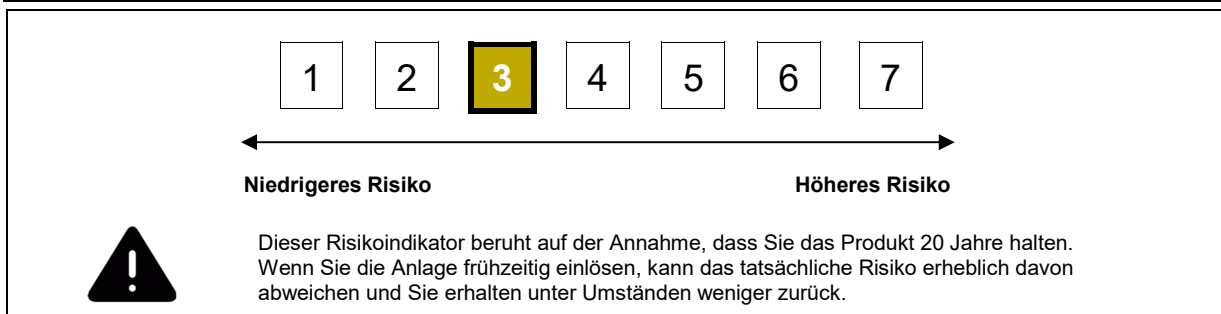 1 2 3 4 5 6 7
Niedrigeres Risiko Höheres Risiko
Dieser Risikoindikator beruht auf der Annahme, dass Sie das Produkt 20 Jahre halten.
Wenn Sie die Anlage frühzeitig einlösen, kann das tatsächliche Risiko erheblich davon
abweichen und Sie erhalten unter Umständen weniger zurück.